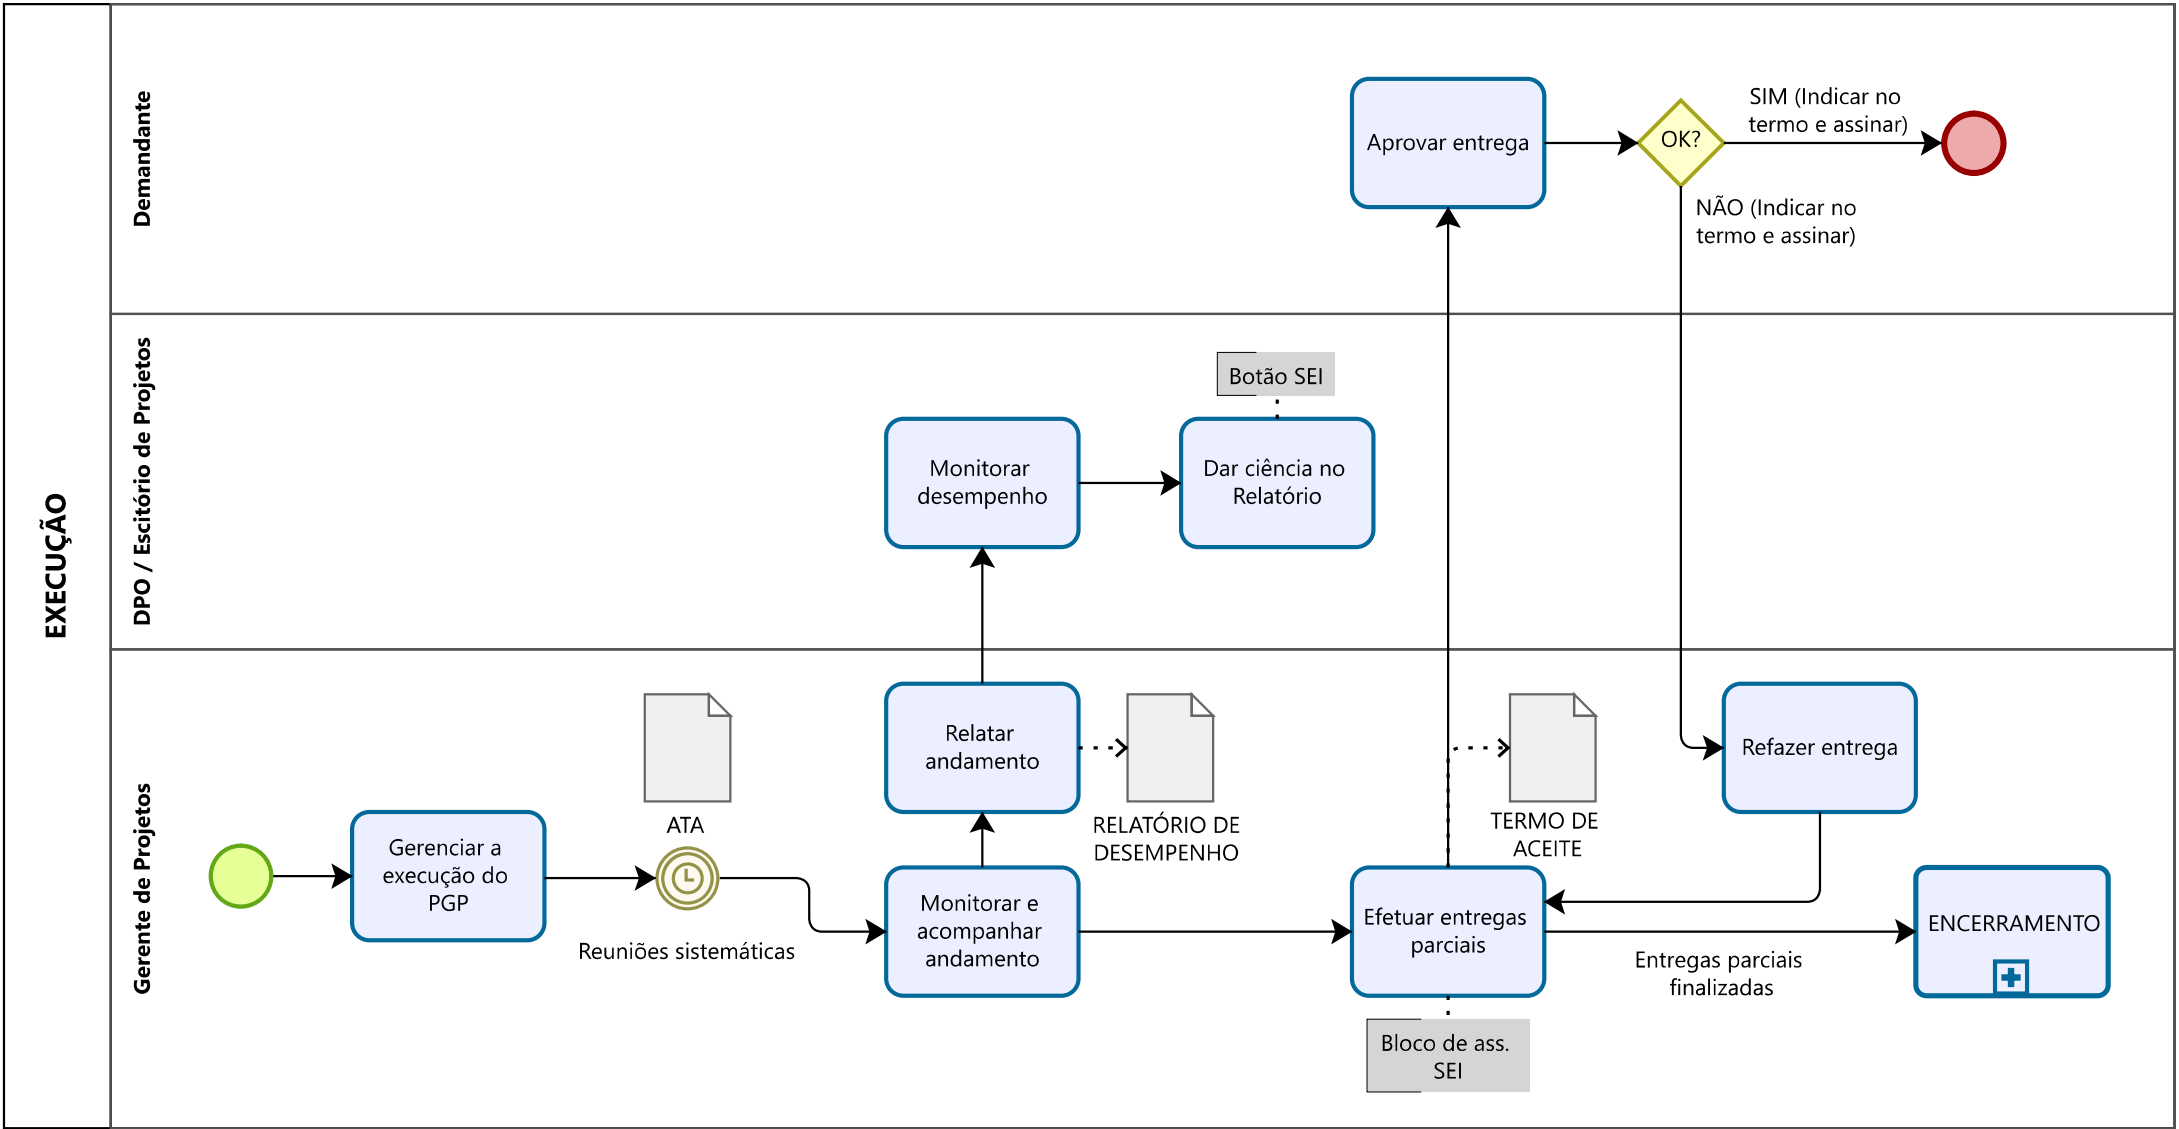 EXECUÇÃO
Demandante
Aprovar entrega
OK?
SIM (Indicar no
termo e assinar)
NÃO (Indicar no
termo e assinar)
DPO / Escitório de Projetos
Botão SEI
Monitorar
desempenho
Dar ciência no
Relatório
Gerente de Projetos
Gerenciar a
execução do
PGP
ATA
Reuniões sistemáticas
Relatar
andamento
RELATÓRIO DE
DESEMPENHO
Monitorar e
acompanhar
andamento
TERMO DE
ACEITE
Efetuar entregas
parciais
Bloco de ass.
SEI
Refazer entrega
Entregas parciais
finalizadas
ENCERRAMENTO